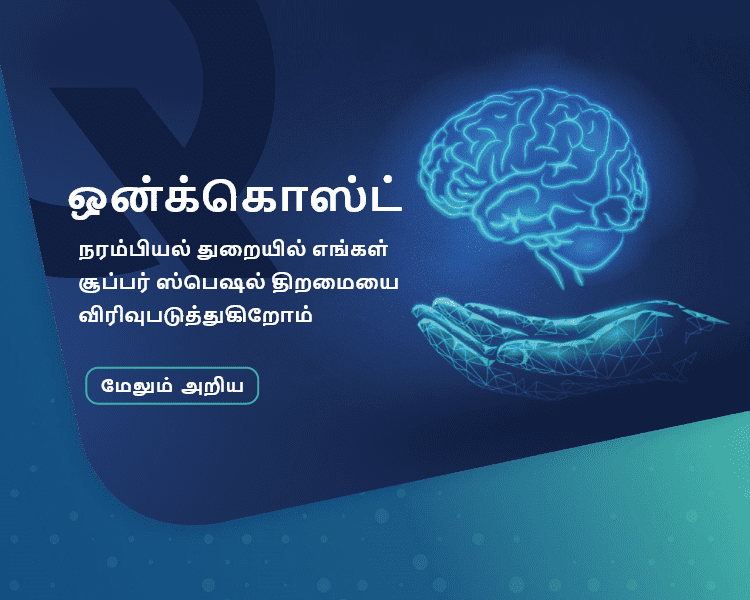 ஒன்க்கொஸ்ட்
நரம்பியல் துறையில் எங்கள்
சூப்பர் ஸ்பெஷல் திறமையை
விரிவுபடுத்துகிறோம்
மேலும் அறிய